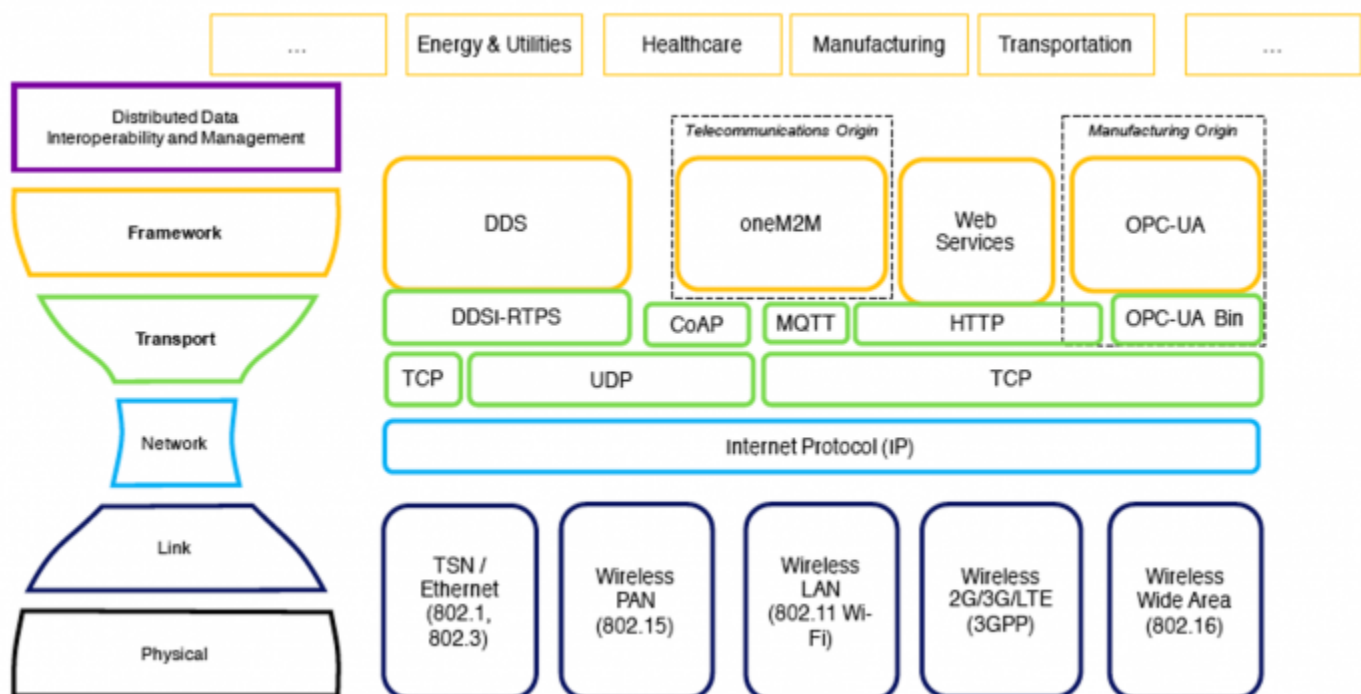 ...
Energy & Utilities
Healthcare
Manufacturing
Transportation
...
Distributed Data
Interoperability and Management
Telecommunications Origin
Manufacturing Origin
Framework
DDS
oneM2M
Web
Services
OPC-UA
Transport
DDSI-RTPS
CoAP
MQTT
HTTP
OPC-UA Bin
TCP
UDP
TCP
Network
Internet Protocol (IP)
Link
TSN /
Ethernet
(802.1,
802.3)
Wireless
PAN
(802.15)
Wireless
LAN
(802.11 Wi-
Fi)
Wireless
2G/3G/LTE
(3GPP)
Wireless
Wide Area
(802.16)
Physical